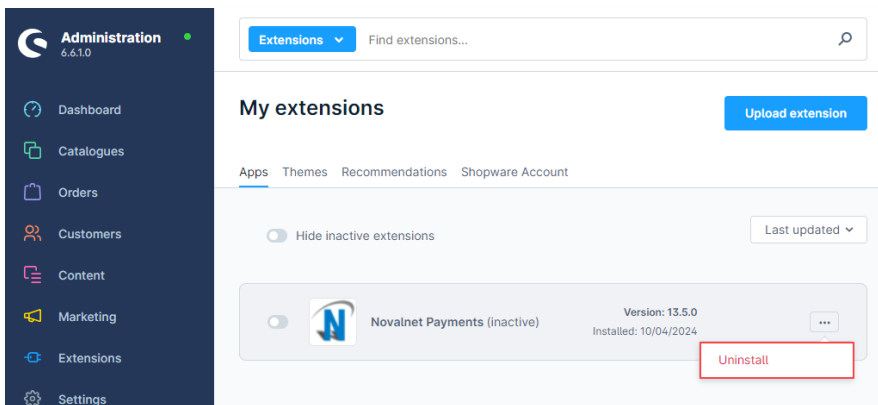 Administration
6.6.1.0
Dashboard
Catalogues
Orders
Customers
Content
Marketing
Extensions
Settings
Extensions
Find extensions...
My extensions
Upload extension
Apps
Themes
Recommendations
Shopware Account
Hide inactive extensions
Last updated
Novalnet Payments (inactive)
Version: 13.5.0
Installed: 10/04/2024
Uninstall